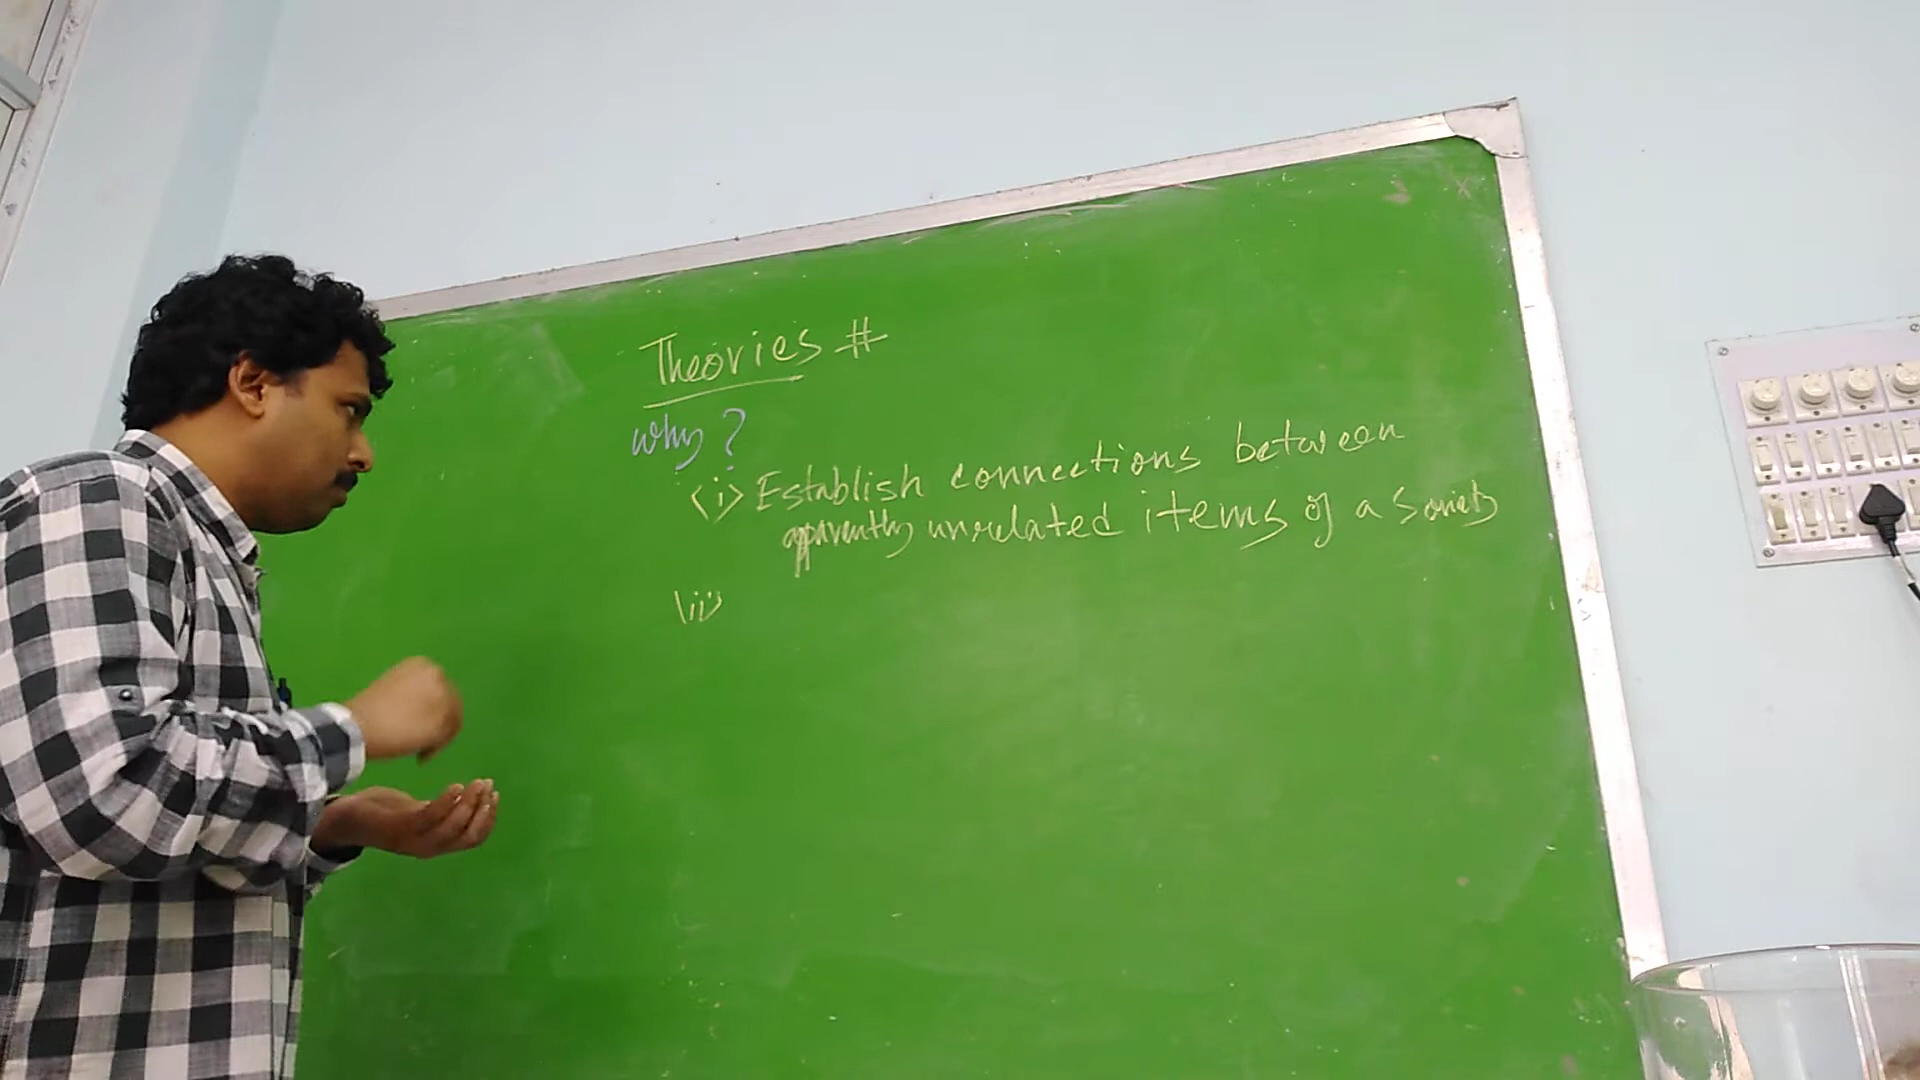 Theories #
why?
(i) Establish connections between
apparently unrelated items of a Society
(ii)